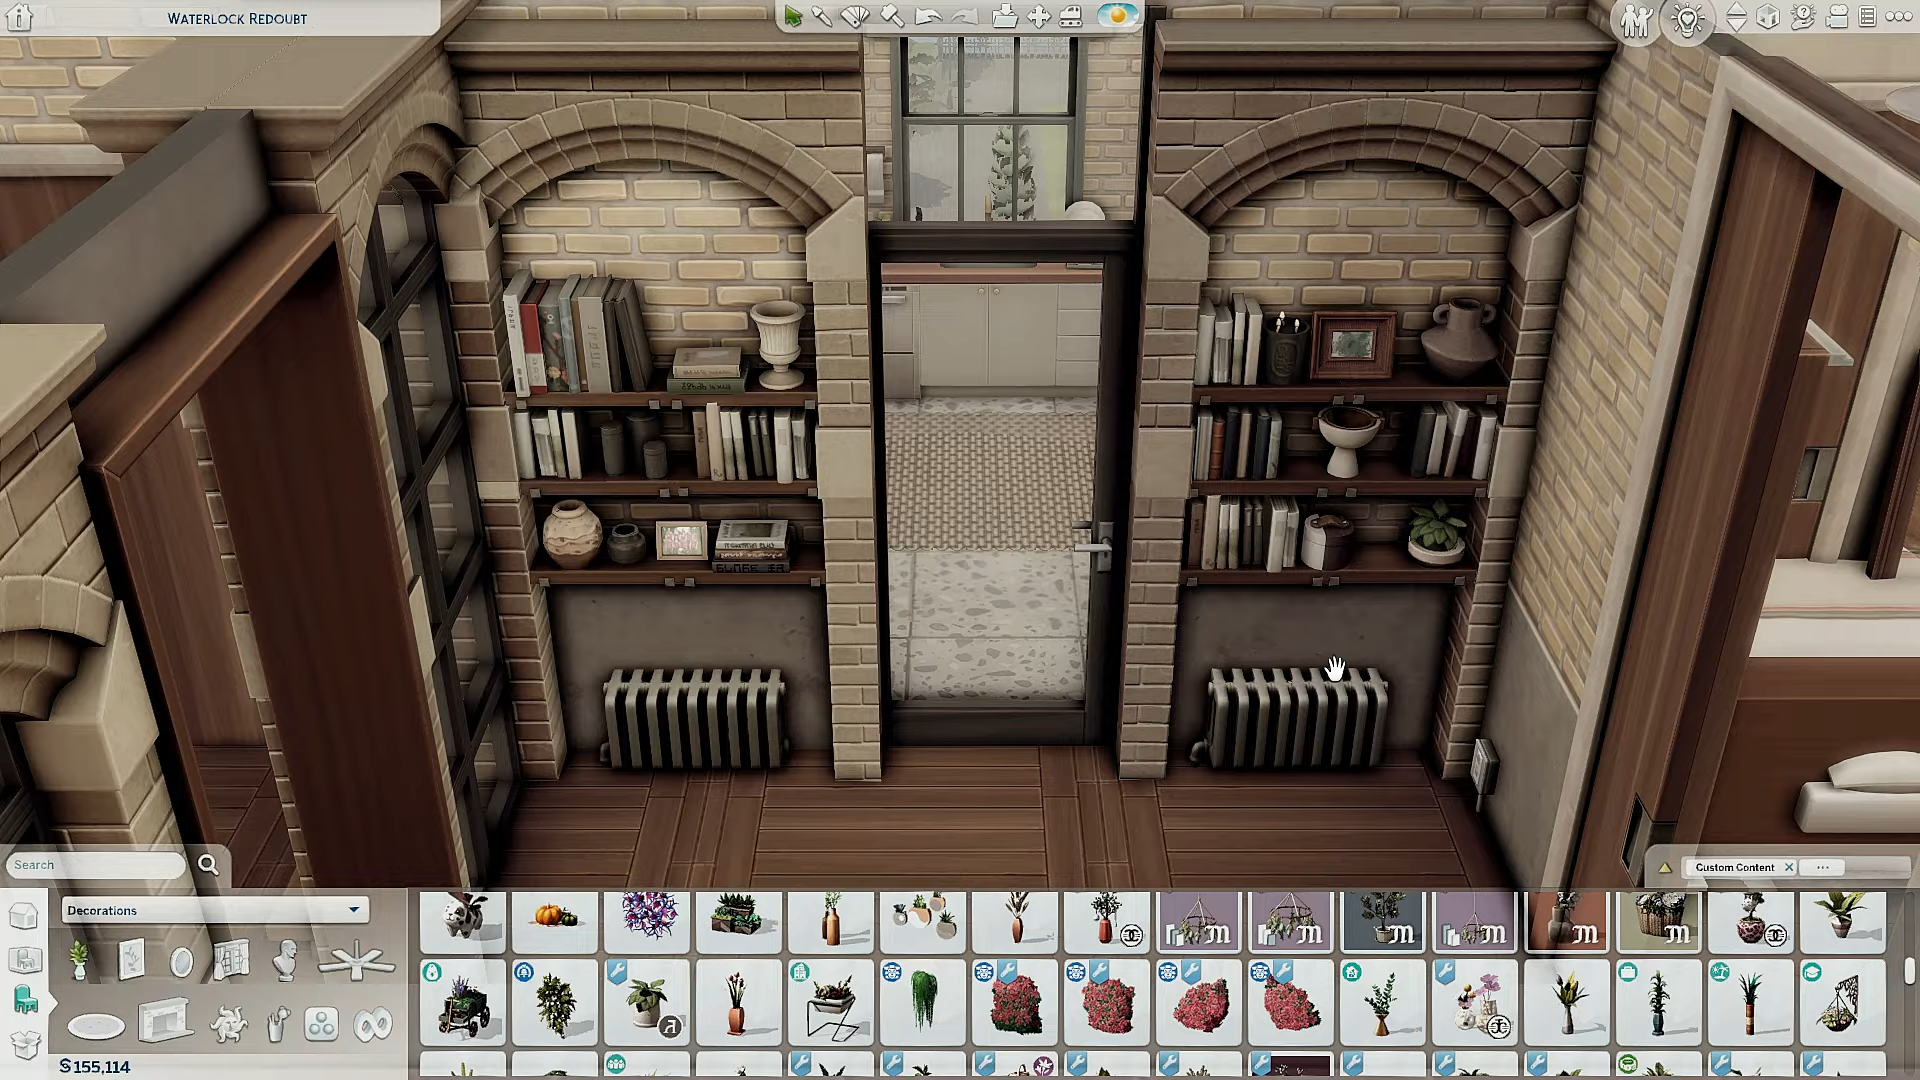 Waterlock Redoubt
Search
Custom Content
Decorations
§155,114